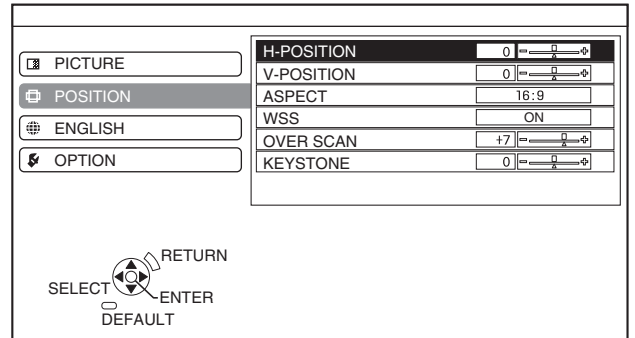 PICTURE
POSITION
ENGLISH
OPTION
H-POSITION 0
V-POSITION 0
ASPECT 16:9
WSS ON
OVER SCAN +7
KEYSTONE 0
RETURN
SELECT
ENTER
DEFAULT